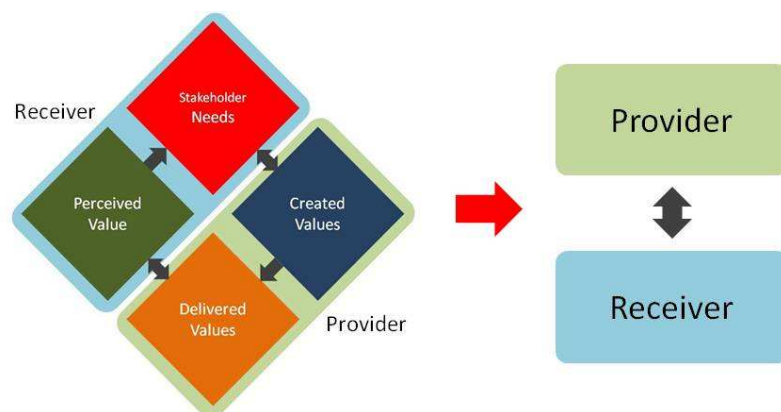 Receiver
Stakeholder
Needs
Perceived
Value
Created
Values
Delivered
Values
Provider
Provider
Receiver